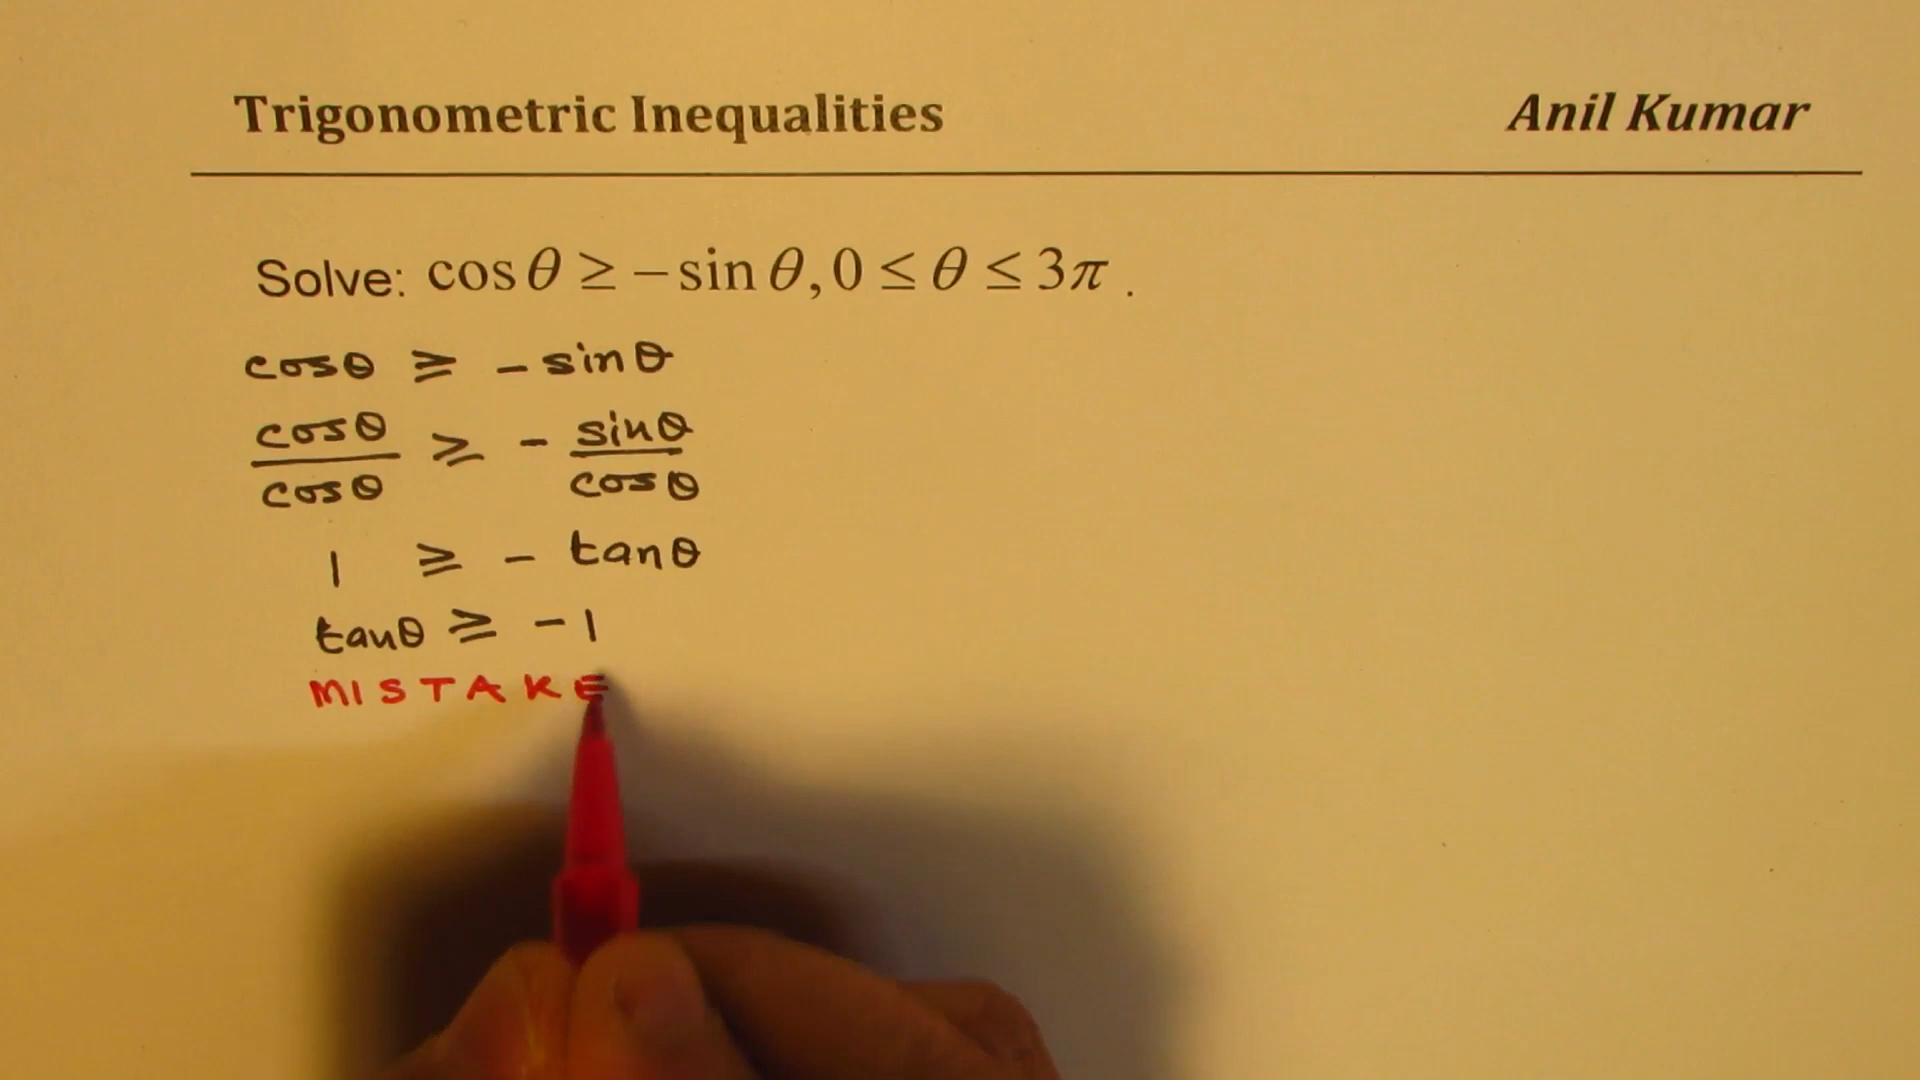 Trigonometric Inequalities Anil Kumar
Solve: cos θ ≥ − sin θ, 0 ≤ θ ≤ 3π .
cosθ ≥ - sinθ
cosθ/cosθ ≥ - sinθ/cosθ
1 ≥ - tanθ
tanθ ≥ -1
MISTAKE